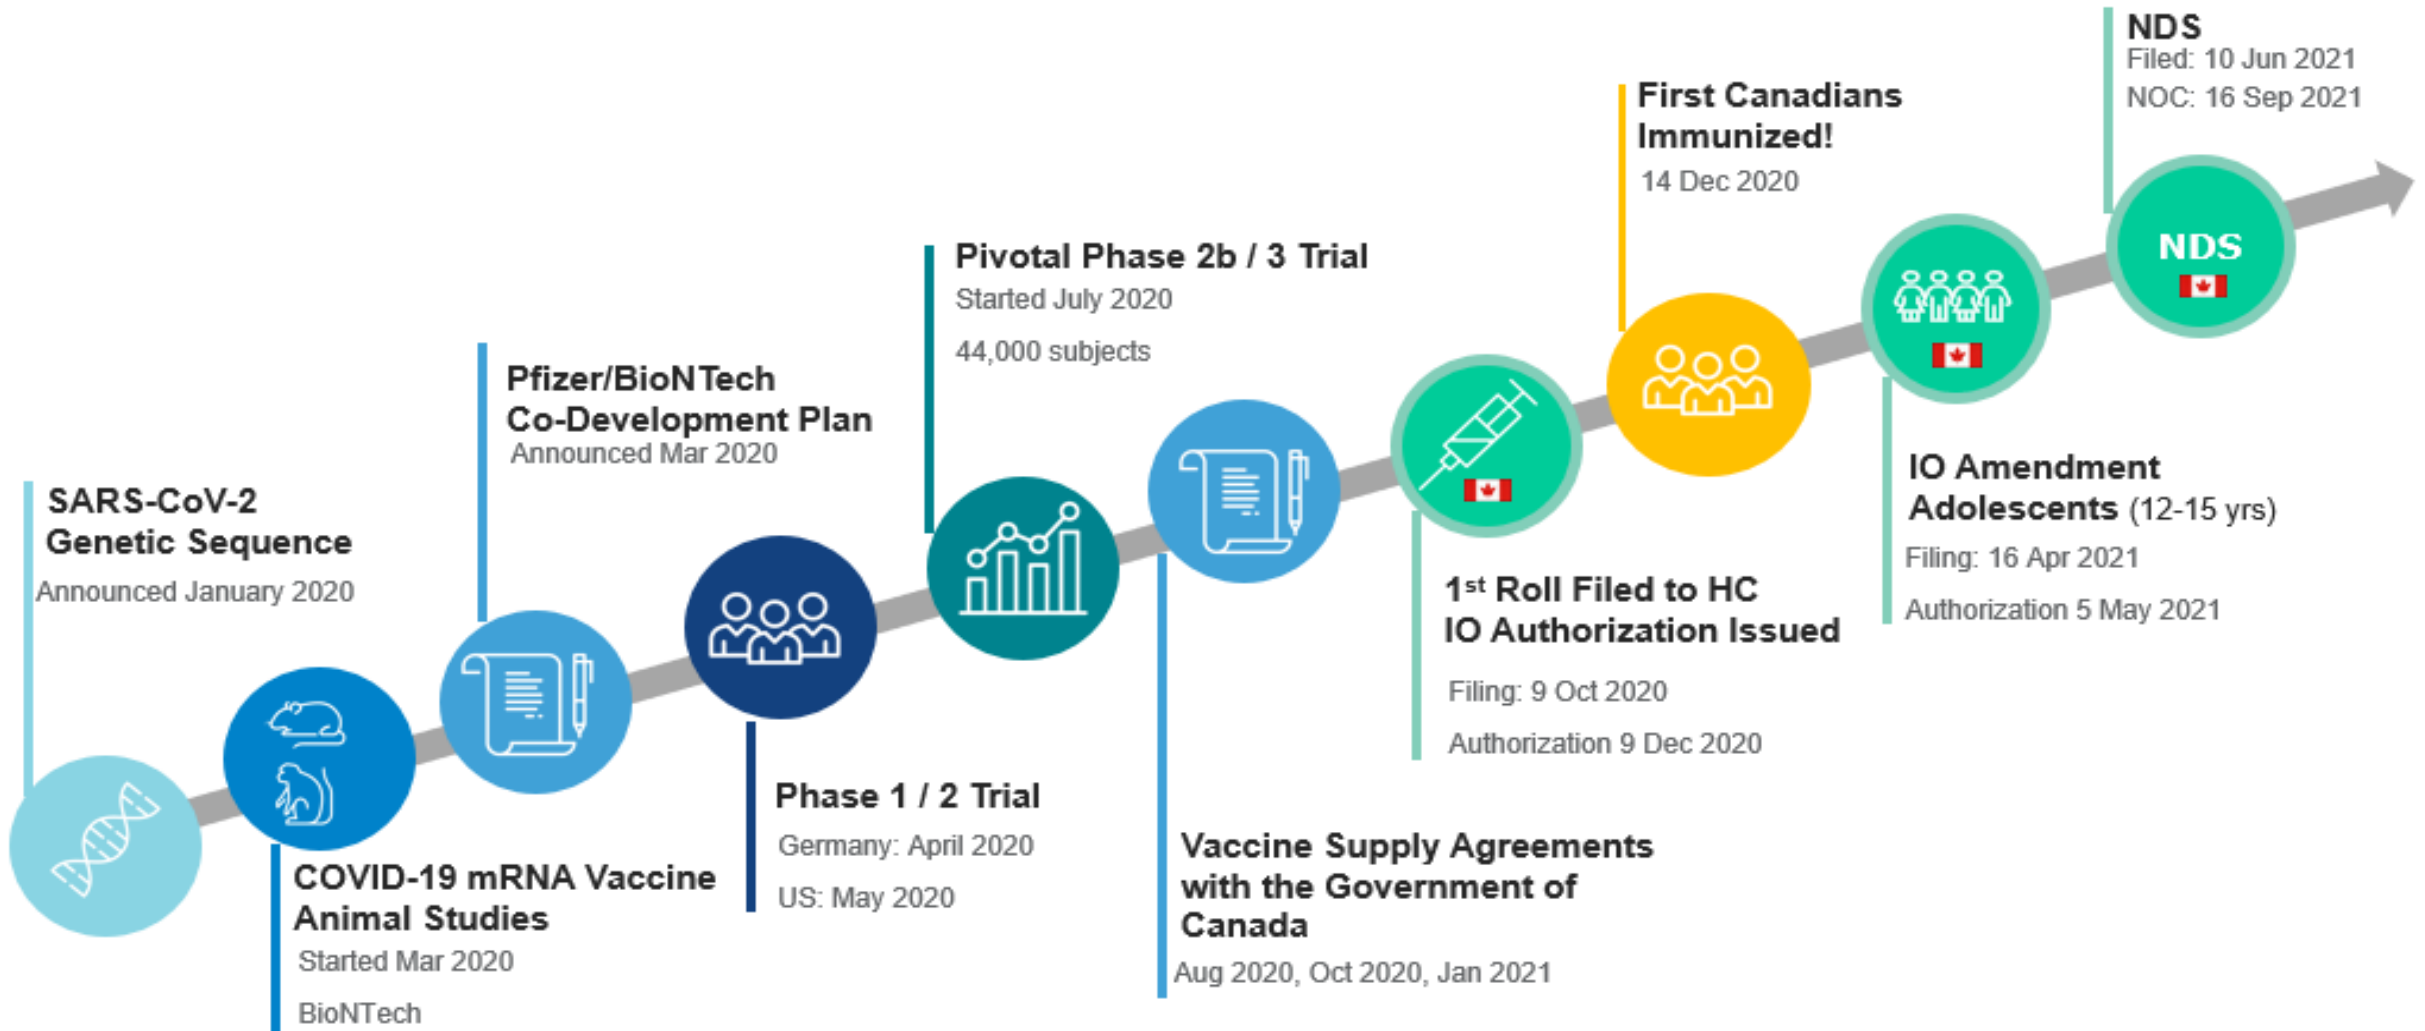 SARS-CoV-2
Genetic Sequence
Announced January 2020
COVID-19 mRNA Vaccine
Animal Studies
Started Mar 2020
BioNTech
Pfizer/BioNTech
Co-Development Plan
Announced Mar 2020
Phase 1 / 2 Trial
Germany: April 2020
US: May 2020
Pivotal Phase 2b / 3 Trial
Started July 2020
44,000 subjects
Vaccine Supply Agreements
with the Government of
Canada
Aug 2020, Oct 2020, Jan 2021
1st Roll Filed to HC
IO Authorization Issued
Filing: 9 Oct 2020
Authorization 9 Dec 2020
First Canadians
Immunized!
14 Dec 2020
IO Amendment
Adolescents (12-15 yrs)
Filing: 16 Apr 2021
Authorization 5 May 2021
NDS
Filed: 10 Jun 2021
NOC: 16 Sep 2021
NDS